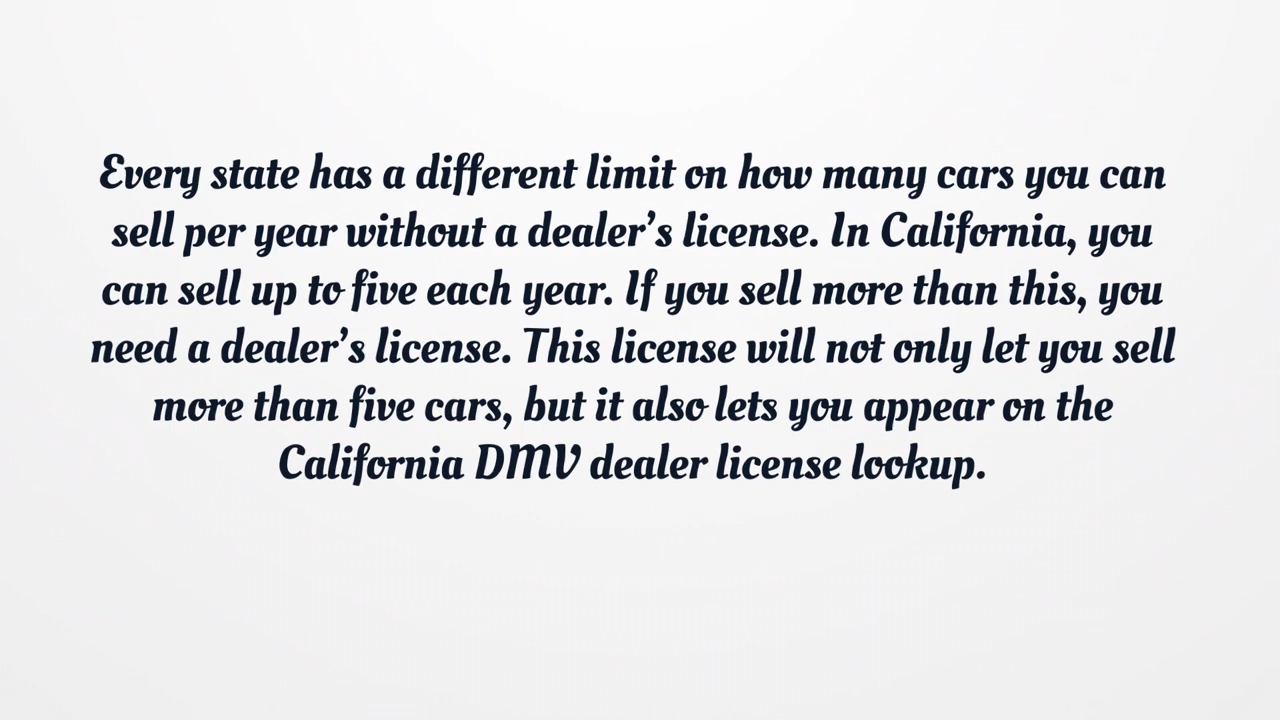 Every state has a different limit on how many cars you can
sell per year without a dealer’s license. In California, you
can sell up to five each year. If you sell more than this, you
need a dealer’s license. This license will not only let you sell
more than five cars, but it also lets you appear on the
California DMV dealer license lookup.